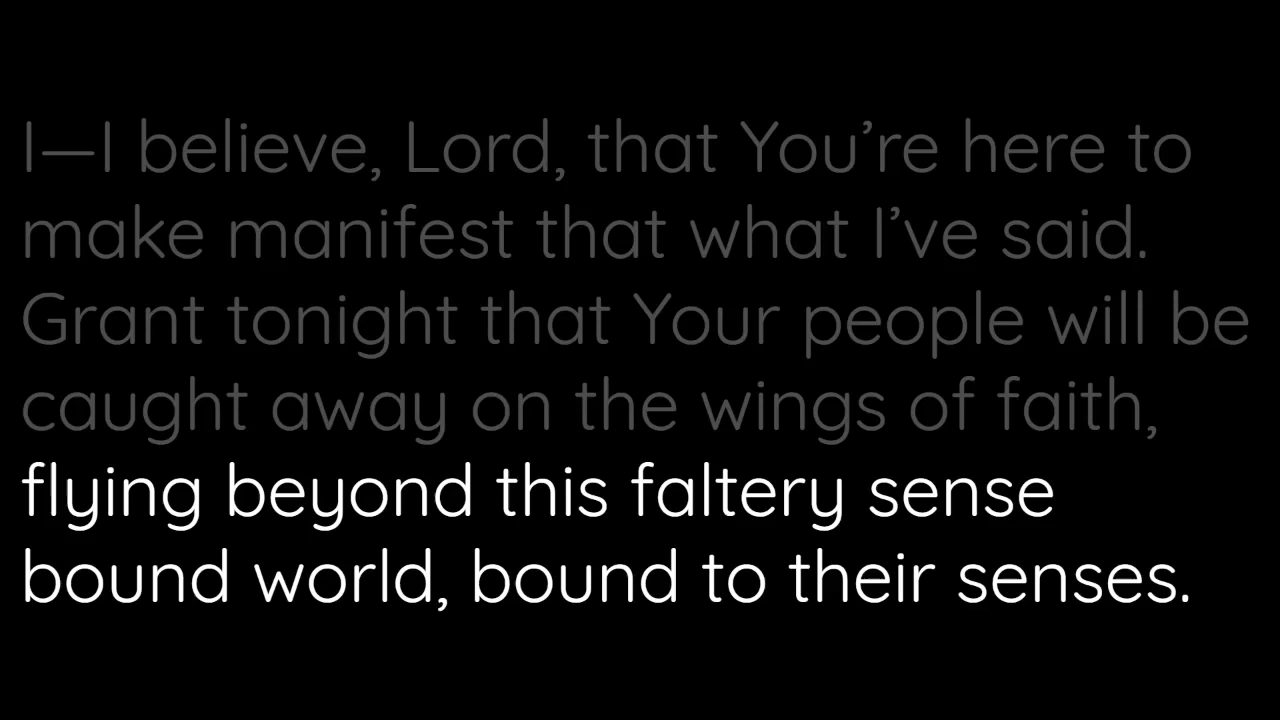 I—I believe, Lord, that You’re here to
make manifest that what I’ve said.
Grant tonight that Your people will be
caught away on the wings of faith,
flying beyond this faltery sense
bound world, bound to their senses.